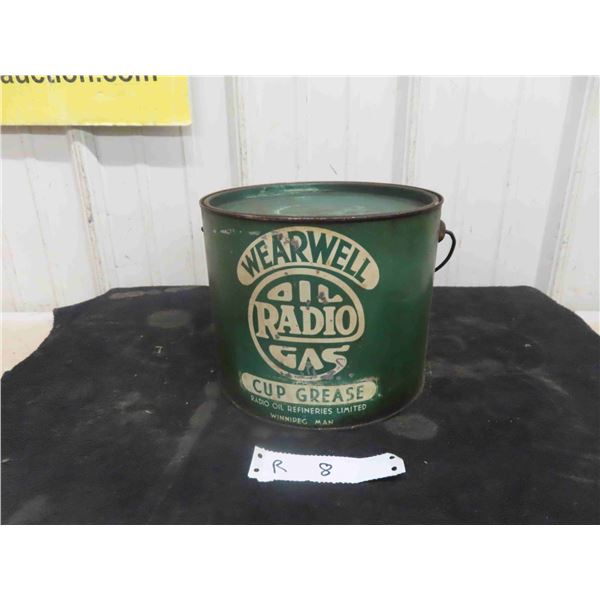 auction.com
WEARWELL
OIL
RADIO
GAS
CUP GREASE
RADIO OIL REFINERIES LIMITED
WINNIPEG MAN
R 8